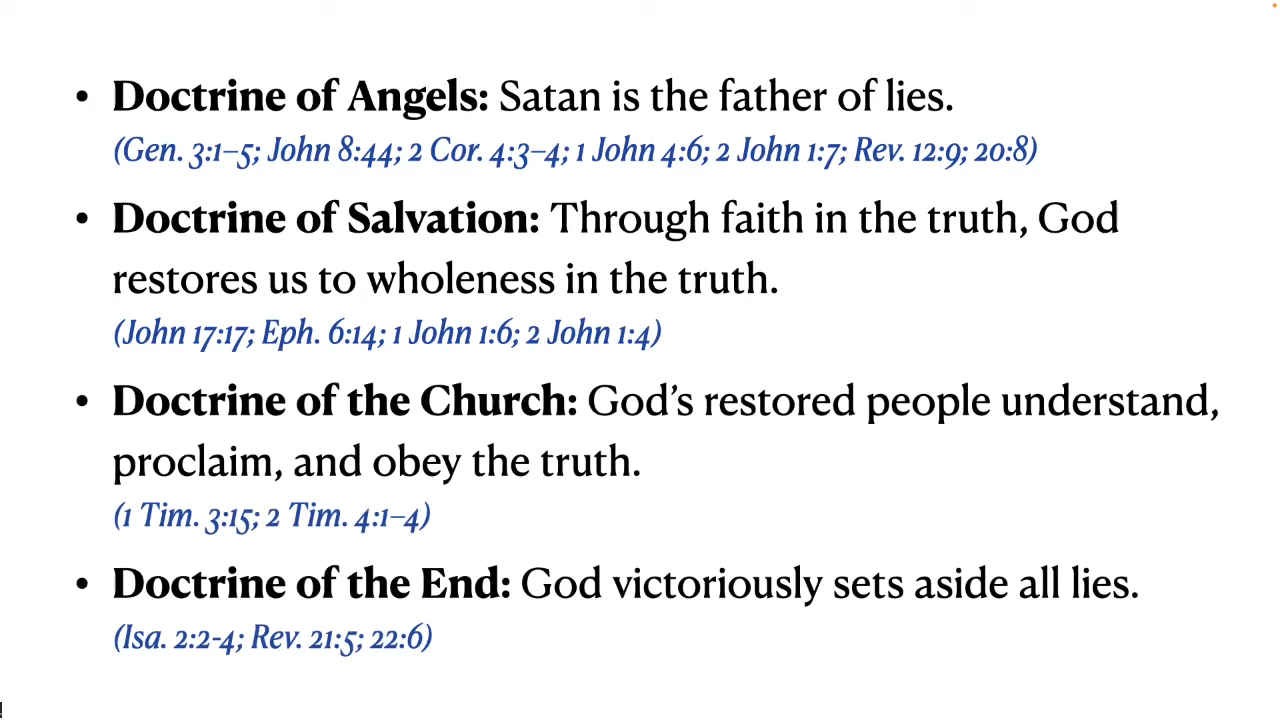 • Doctrine of Angels: Satan is the father of lies.
(Gen. 3:1–5; John 8:44; 2 Cor. 4:3–4; 1 John 4:6; 2 John 1:7; Rev. 12:9; 20:8)
• Doctrine of Salvation: Through faith in the truth, God
restores us to wholeness in the truth.
(John 17:17; Eph. 6:14; 1 John 1:6; 2 John 1:4)
• Doctrine of the Church: God’s restored people understand,
proclaim, and obey the truth.
(1 Tim. 3:15; 2 Tim. 4:1–4)
• Doctrine of the End: God victoriously sets aside all lies.
(Isa. 2:2-4; Rev. 21:5; 22:6)